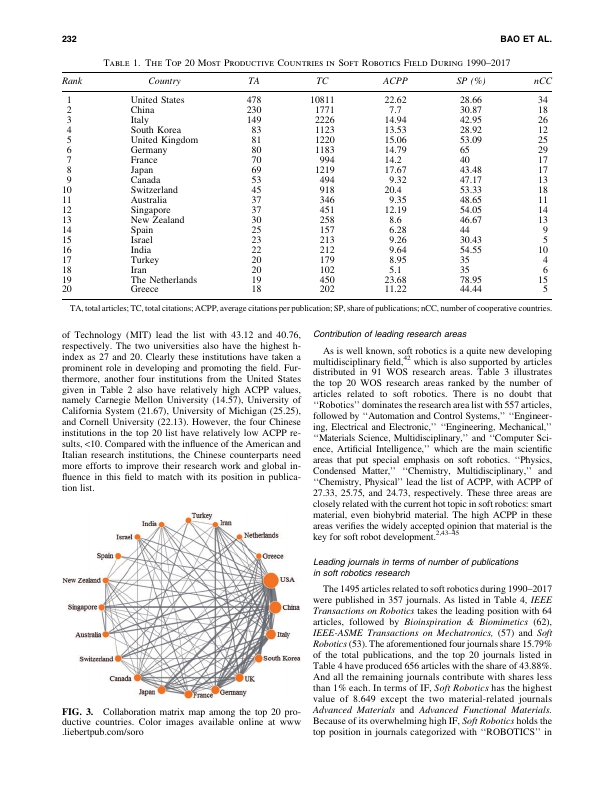 232
BAO ET AL.
TABLE 1. THE TOP 20 MOST PRODUCTIVE COUNTRIES IN SOFT ROBOTICS FIELD DURING 1990–2017
Rank Country TA TC ACPP SP (%) nCC
1 United States 478 10811 22.62 28.66 34
2 China 230 1771 7.7 30.87 18
3 Italy 149 2226 14.94 42.95 26
4 South Korea 83 1123 13.53 28.92 12
5 United Kingdom 81 1220 15.06 53.09 25
6 Germany 80 1183 14.79 65 29
7 France 70 994 14.2 40 17
8 Japan 69 1219 17.67 43.48 17
9 Canada 53 494 9.32 47.17 13
10 Switzerland 45 918 20.4 53.33 18
11 Australia 37 346 9.35 48.65 11
12 Singapore 37 451 12.19 54.05 14
13 New Zealand 30 258 8.6 46.67 13
14 Spain 25 157 6.28 44 9
15 Israel 23 213 9.26 30.43 5
16 India 22 212 9.64 54.55 10
17 Turkey 20 179 8.95 35 4
18 Iran 20 102 5.1 35 6
19 The Netherlands 19 450 23.68 78.95 15
20 Greece 18 202 11.22 44.44 5
TA, total articles; TC, total citations; ACPP, average citations per publication; SP, share of publications; nCC, number of cooperative countries.
of Technology (MIT) lead the list with 43.12 and 40.76,
respectively. The two universities also have the highest h-
index as 27 and 20. Clearly these institutions have taken a
prominent role in developing and promoting the field. Fur-
thermore, another four institutions from the United States
given in Table 2 also have relatively high ACPP values,
namely Carnegie Mellon University (14.57), University of
California System (21.67), University of Michigan (25.25),
and Cornell University (22.13). However, the four Chinese
institutions in the top 20 list have relatively low ACPP re-
sults, <10. Compared with the influence of the American and
Italian research institutions, the Chinese counterparts need
more efforts to improve their research work and global in-
fluence in this field to match with its position in publica-
tion list.
Turkey
Iran
India
Netherlands
Israel
Greece
Spain
USA
New Zealand
China
Singapore
Italy
Australia
South Korea
Switzerland
UK
Canada
Germany
Japan
France
FIG. 3. Collaboration matrix map among the top 20 pro-
ductive countries. Color images available online at www
.liebertpub.com/soro
Contribution of leading research areas
As is well known, soft robotics is a quite new developing
multidisciplinary field,42 which is also supported by articles
distributed in 91 WOS research areas. Table 3 illustrates
the top 20 WOS research areas ranked by the number of
articles related to soft robotics. There is no doubt that
‘‘Robotics’’ dominates the research area list with 557 articles,
followed by ‘‘Automation and Control Systems,’’ ‘‘Engineer-
ing, Electrical and Electronic,’’ ‘‘Engineering, Mechanical,’’
‘‘Materials Science, Multidisciplinary,’’ and ‘‘Computer Sci-
ence, Artificial Intelligence,’’ which are the main scientific
areas that put special emphasis on soft robotics. ‘‘Physics,
Condensed Matter,’’ ‘‘Chemistry, Multidisciplinary,’’ and
‘‘Chemistry, Physical’’ lead the list of ACPP, with ACPP of
27.33, 25.75, and 24.73, respectively. These three areas are
closely related with the current hot topic in soft robotics: smart
material, even biohybrid material. The high ACPP in these
areas verifies the widely accepted opinion that material is the
key for soft robot development.2,43–45
Leading journals in terms of number of publications
in soft robotics research
The 1495 articles related to soft robotics during 1990–2017
were published in 357 journals. As listed in Table 4, IEEE
Transactions on Robotics takes the leading position with 64
articles, followed by Bioinspiration & Biomimetics (62),
IEEE-ASME Transactions on Mechatronics, (57) and Soft
Robotics (53). The aforementioned four journals share 15.79%
of the total publications, and the top 20 journals listed in
Table 4 have produced 656 articles with the share of 43.88%.
And all the remaining journals contribute with shares less
than 1% each. In terms of IF, Soft Robotics has the highest
value of 8.649 except the two material-related journals
Advanced Materials and Advanced Functional Materials.
Because of its overwhelming high IF, Soft Robotics holds the
top position in journals categorized with ‘‘ROBOTICS’’ in